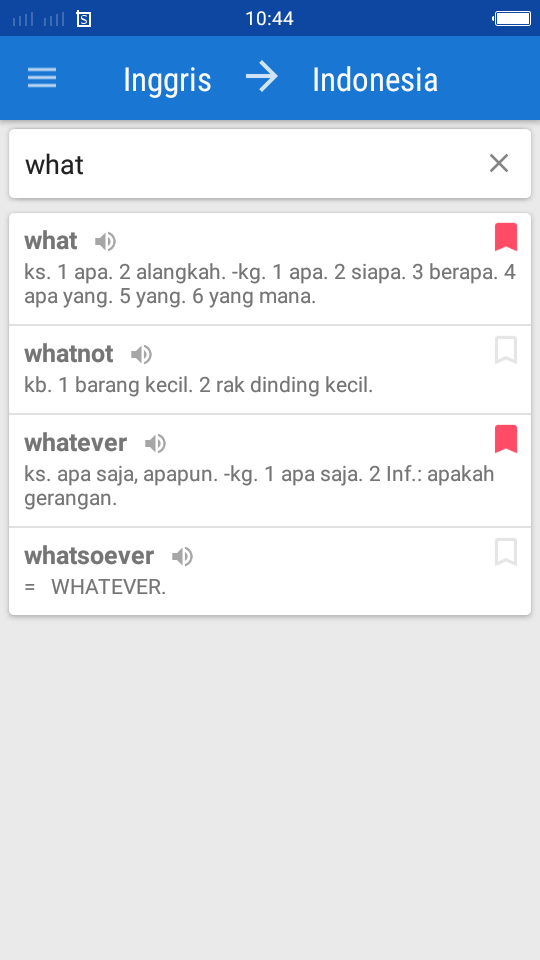 10:44
Inggris → Indonesia
what
what
ks. 1 apa. 2 alangkah. -kg. 1 apa. 2 siapa. 3 berapa. 4
apa yang. 5 yang. 6 yang mana.
whatnot
kb. 1 barang kecil. 2 rak dinding kecil.
whatever
ks. apa saja, apapun. -kg. 1 apa saja. 2 Inf.: apakah
gerangan.
whatsoever
= WHATEVER.